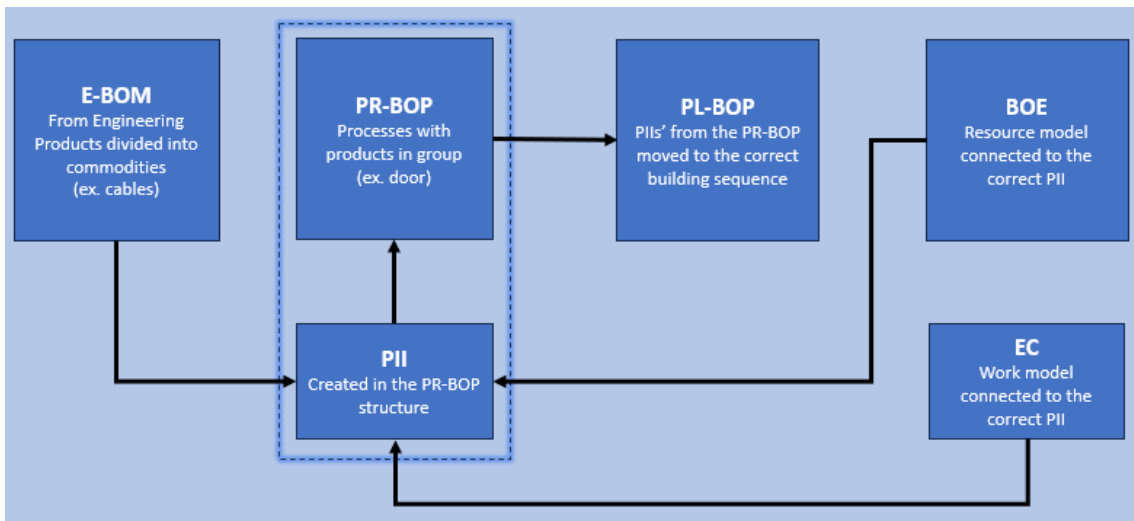 E-BOM
From Engineering
Products divided into
commodities
(ex. cables)
PR-BOP
Processes with
products in group
(ex. door)
PL-BOP
PIIs' from the PR-BOP
moved to the correct
building sequence
BOE
Resource model
connected to the
correct PII
PII
Created in the PR-BOP
structure
EC
Work model
connected to the
correct PII